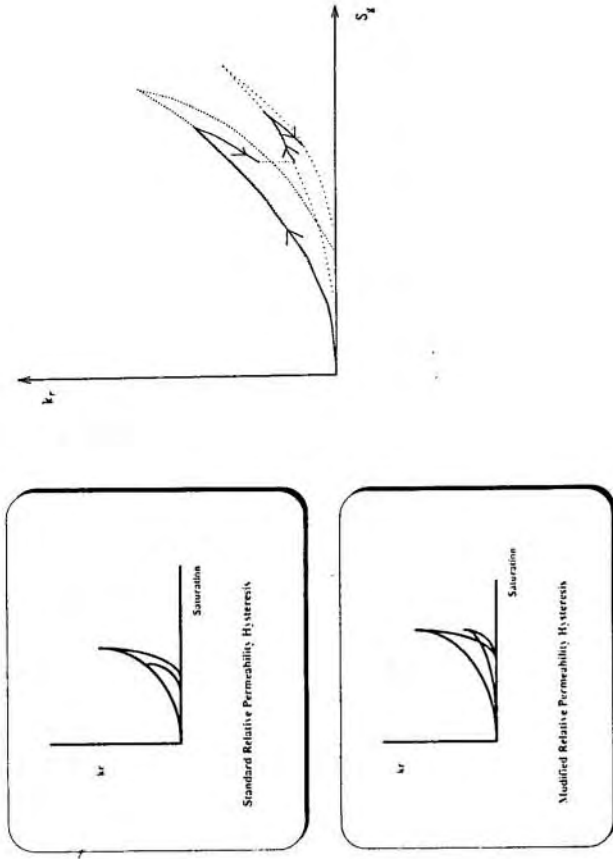 kr
Sg
kr
Saturation
Standard Relative Permeability Hysteresis
kr
Saturation
Modified Relative Permeability Hysteresis